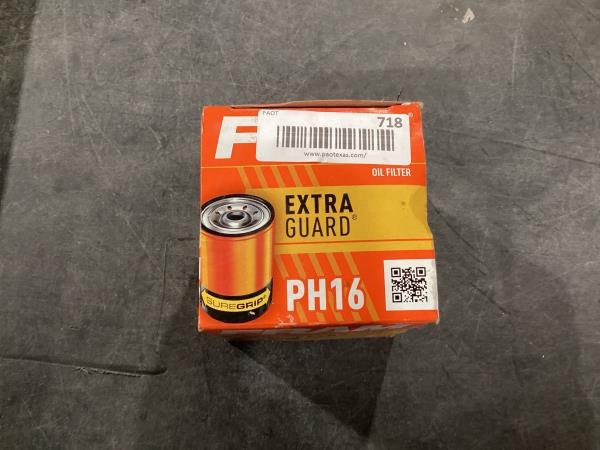 PAOT
718
www.paotexas.com/
F
®
OIL FILTER
EXTRA
GUARD®
SUREGRIP®
PH16